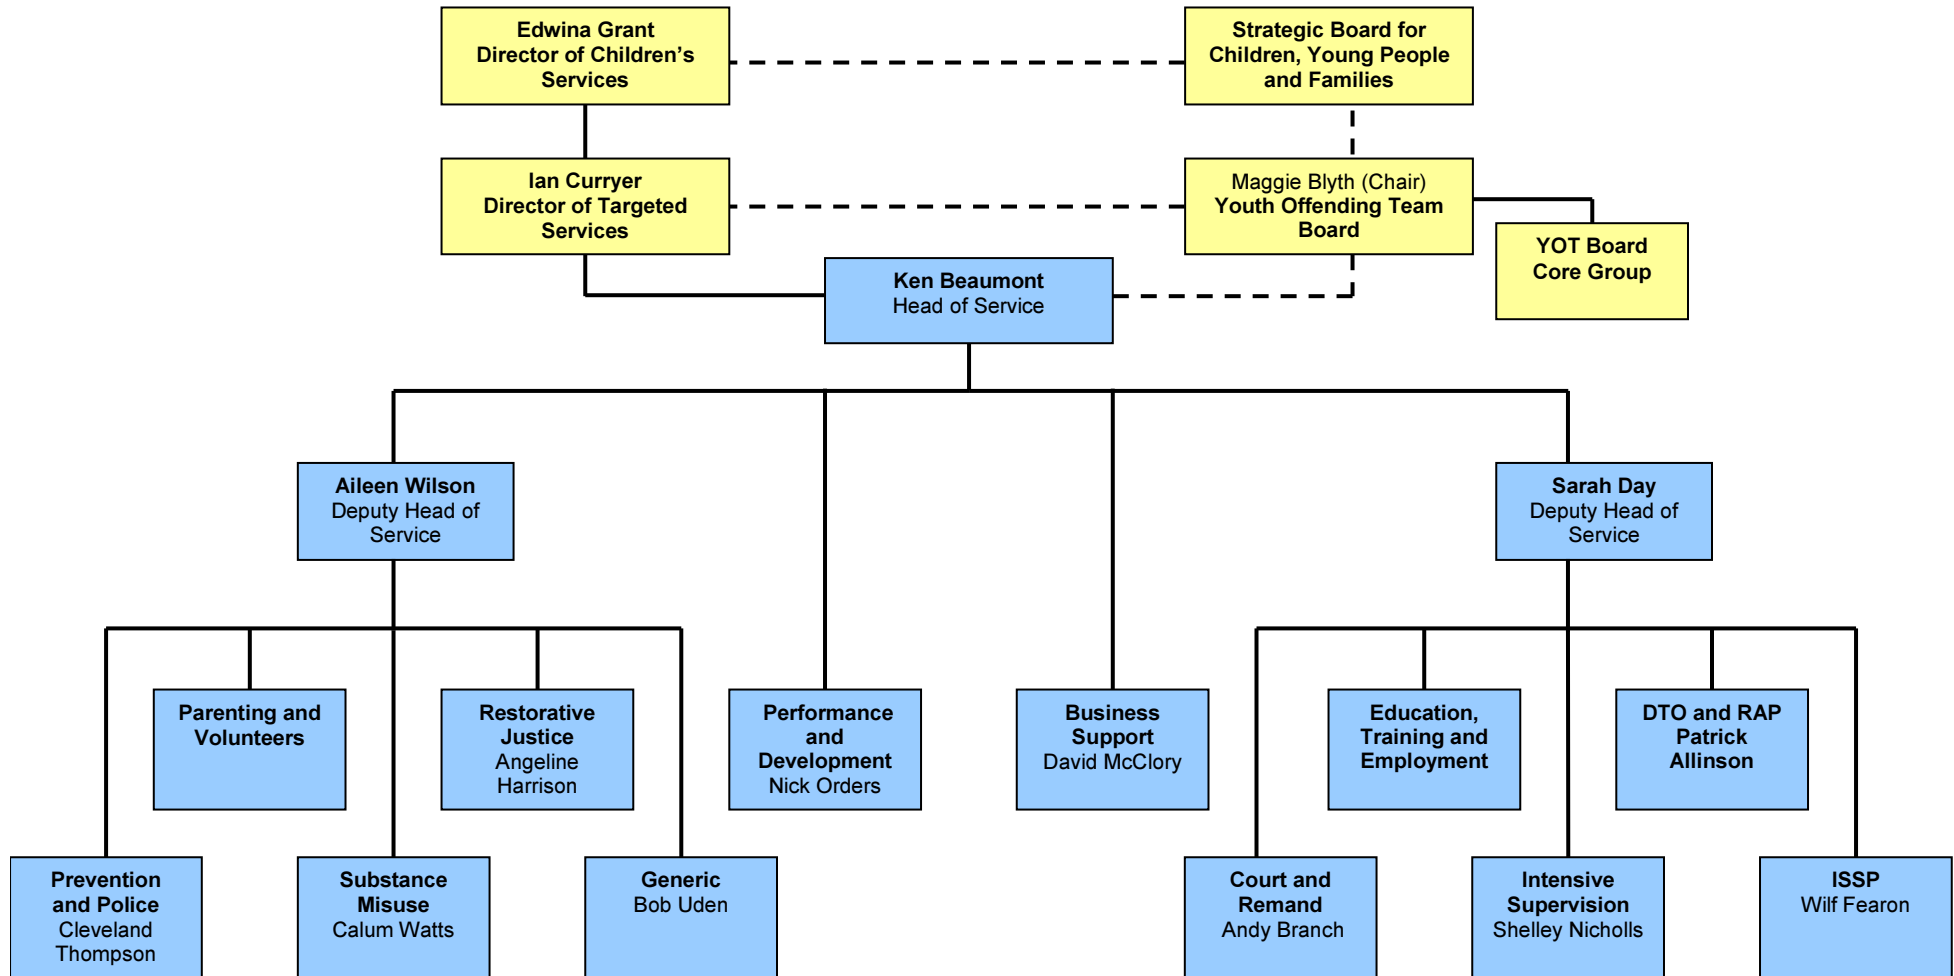 Edwina Grant
Director of Children’s
Services
Strategic Board for
Children, Young People
and Families
Ian Curryer
Director of Targeted
Services
Maggie Blyth (Chair)
Youth Offending Team
Board
YOT Board
Core Group
Ken Beaumont
Head of Service
Aileen Wilson
Deputy Head of
Service
Sarah Day
Deputy Head of
Service
Parenting and
Volunteers
Restorative
Justice
Angeline
Harrison
Performance
and
Development
Nick Orders
Business
Support
David McClory
Education,
Training and
Employment
DTO and RAP
Patrick
Allinson
Prevention
and Police
Cleveland
Thompson
Substance
Misuse
Calum Watts
Generic
Bob Uden
Court and
Remand
Andy Branch
Intensive
Supervision
Shelley Nicholls
ISSP
Wilf Fearon